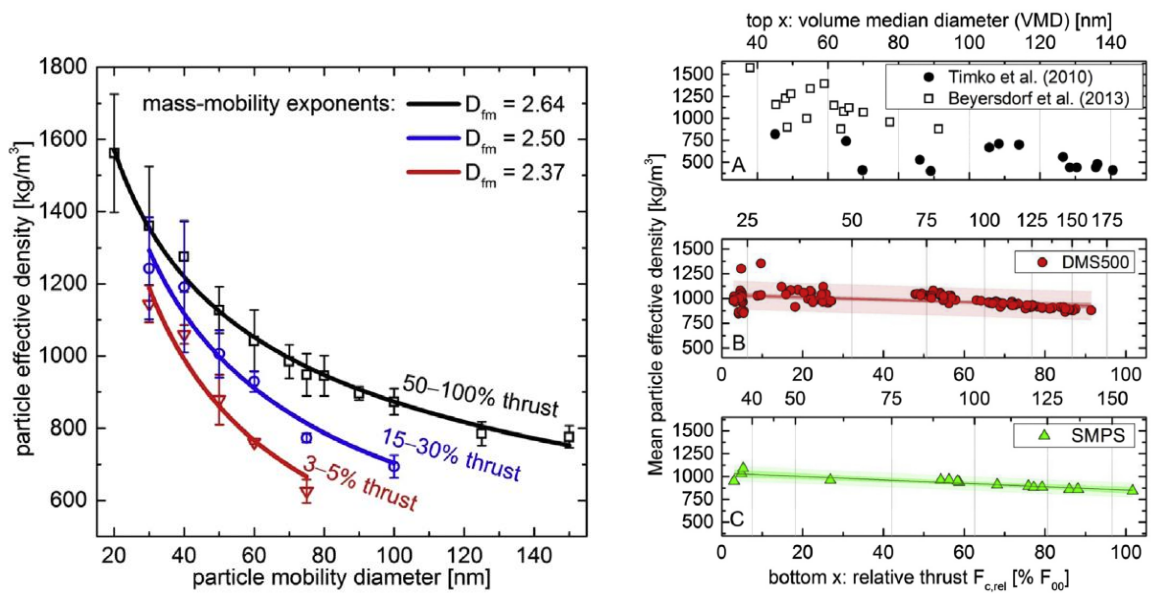 mass-mobility exponents:
D_fm = 2.64
D_fm = 2.50
D_fm = 2.37
50–100% thrust
15–30% thrust
3–5% thrust
1800
1600
1400
1200
1000
800
600
particle effective density [kg/m³]
20 40 60 80 100 120 140
particle mobility diameter [nm]
top x: volume median diameter (VMD) [nm]
40 60 80 100 120 140
1500
1250
1000
750
500
Timko et al. (2010)
Beyersdorf et al. (2013)
A
25 50 75 100 125 150 175
1500
1250
1000
750
500
DMS500
B
0 20 40 60 80 100
Mean particle effective density [kg/m³]
40 50 75 100 125 150
1500
1250
1000
750
500
SMPS
C
0 20 40 60 80 100
bottom x: relative thrust F_c,rel [% F_00]